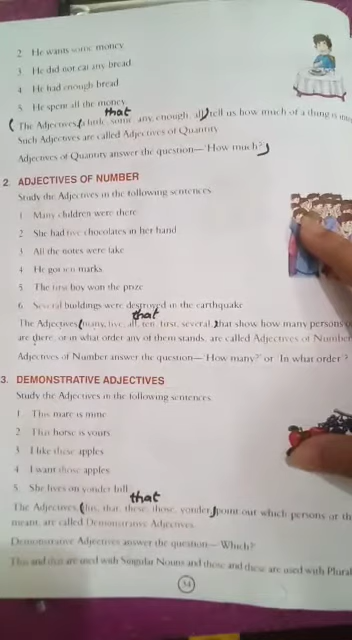 2 He wants some money
3 He did not eat any bread
4 He had enough bread
5 He spent all the money
that
(The Adjectives (little, some, any, enough, all) tell us how much of a thing is
Such Adjectives are called Adjectives of Quantity
Adjectives of Quantity answer the question—'How much?')
2 ADJECTIVES OF NUMBER
Study the Adjectives in the following sentences
1 Many children were there
2 She had five chocolates in her hand
3 All the notes were fake
4 He got ten marks
5 The first boy won the prize
6 Several buildings were destroyed in the earthquake
that
The Adjectives (many, five, all, ten, first, several,) that show how many persons
are there, or in what order any of them stands, are called Adjectives of Number
Adjectives of Number answer the question—'How many?' or 'In what order'?
3. DEMONSTRATIVE ADJECTIVES
Study the Adjectives in the following sentences
1 This mare is mine
2 That horse is yours
3 I like these apples
4 I want those apples
5. She lives on yonder hill
that
The Adjectives (this, that, these, those, yonder) point out which persons or
meant, are called Demonstrative Adjectives
Demonstrative Adjectives answer the question—'Which?'
This and that are used with Singular Nouns and those and these are used with Plural
54